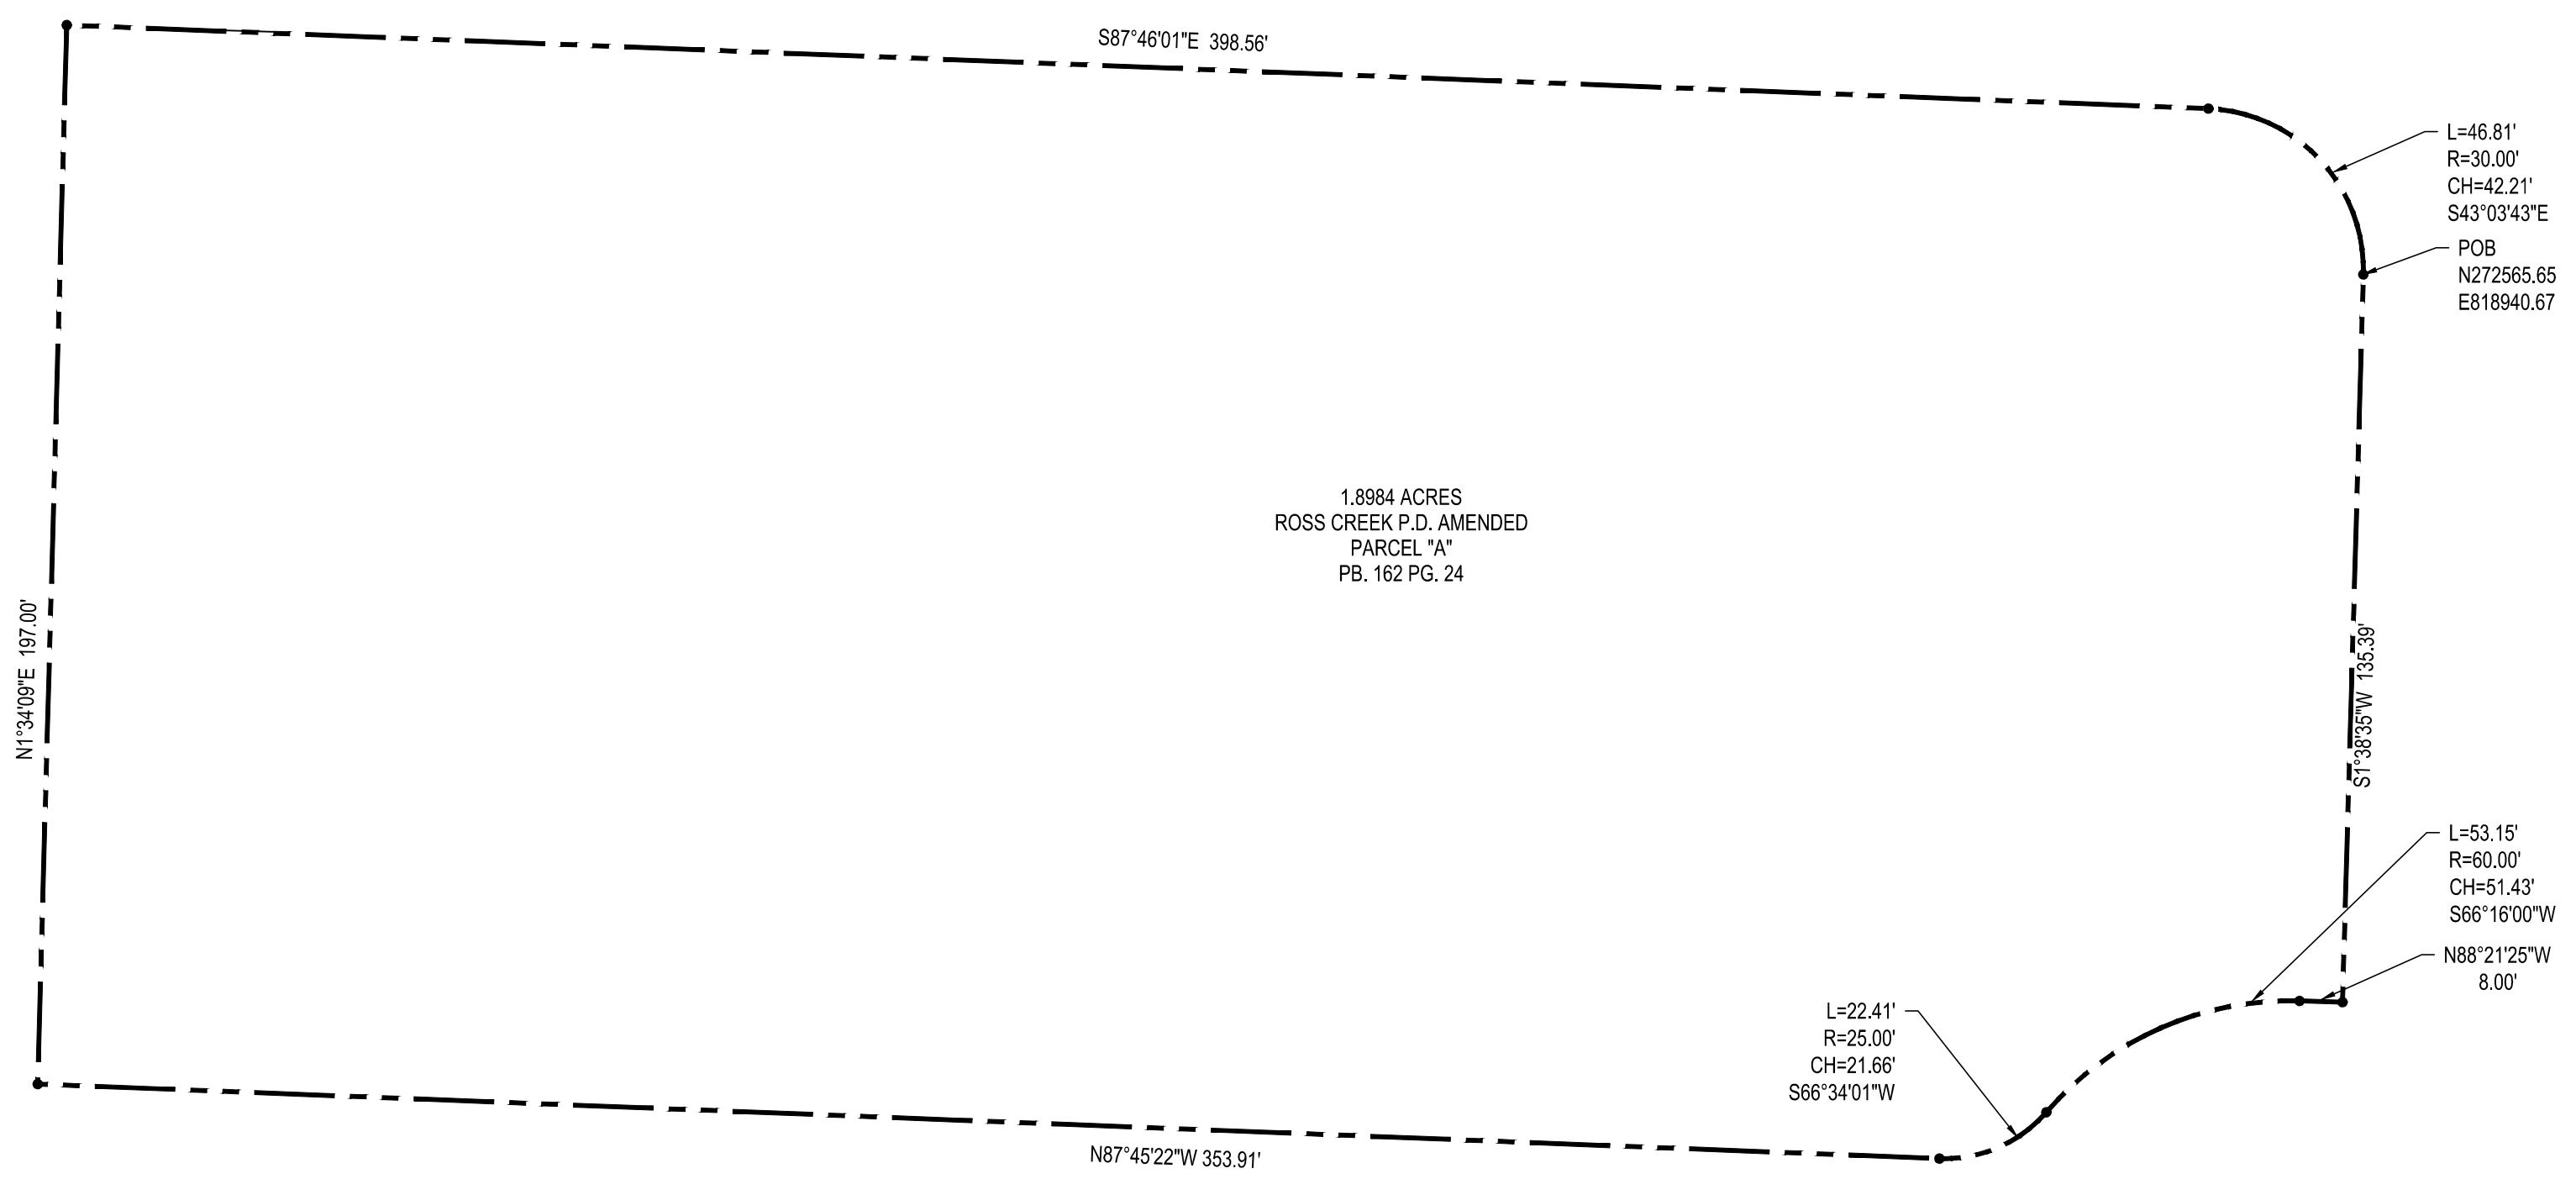 S87°46'01"E 398.56'
L=46.81'
R=30.00'
CH=42.21'
S43°03'43"E
POB
N272565.65
E818940.67
1.8984 ACRES
ROSS CREEK P.D. AMENDED
PARCEL "A"
PB. 162 PG. 24
N1°34'09"E 197.00'
S1°38'35"W 135.39'
L=53.15'
R=60.00'
CH=51.43'
S66°16'00"W
N88°21'25"W
8.00'
L=22.41'
R=25.00'
CH=21.66'
S66°34'01"W
N87°45'22"W 353.91'